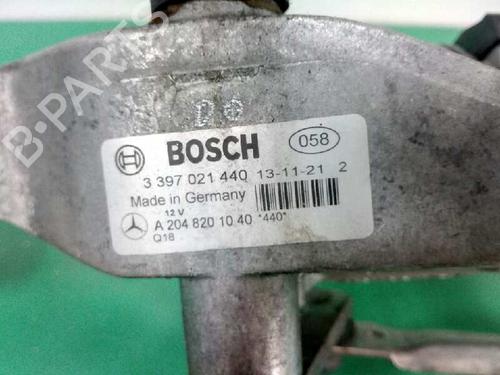 B-PARTS
BOSCH 058
3 397 021 440 13-11-21 2
Made in Germany
12 V
A 204 820 10 40 *440*
Q18